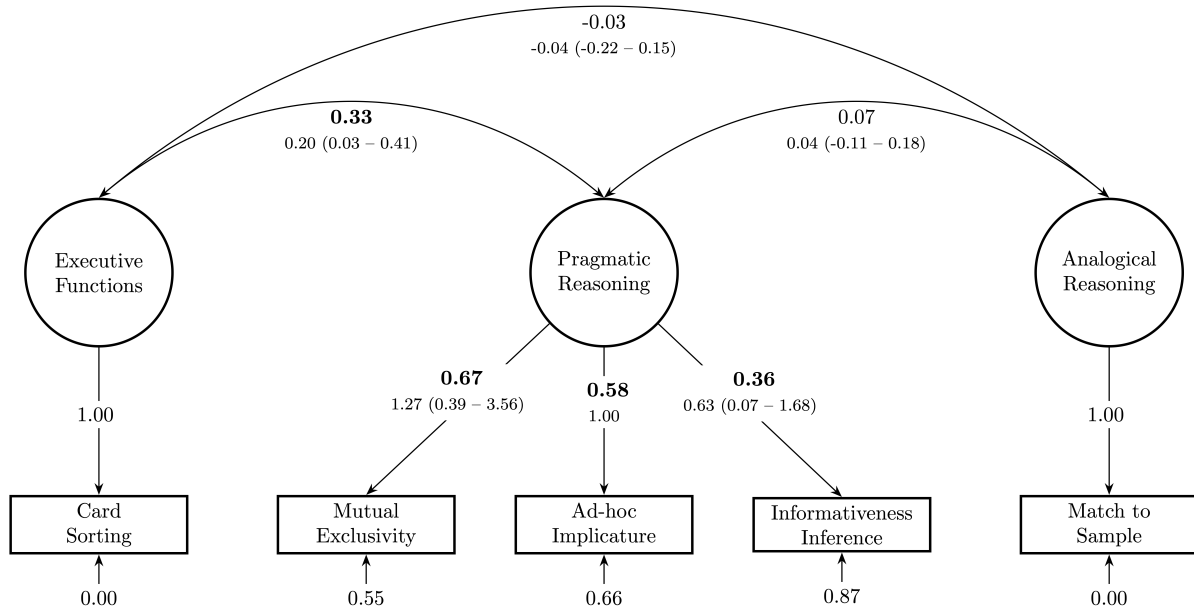 -0.03
-0.04 (-0.22 – 0.15)
0.33
0.20 (0.03 – 0.41)
0.07
0.04 (-0.11 – 0.18)
Executive
Functions
Pragmatic
Reasoning
Analogical
Reasoning
1.00
0.67
1.27 (0.39 – 3.56)
0.58
1.00
0.36
0.63 (0.07 – 1.68)
1.00
Card
Sorting
Mutual
Exclusivity
Ad-hoc
Implicature
Informativeness
Inference
Match to
Sample
0.00
0.55
0.66
0.87
0.00